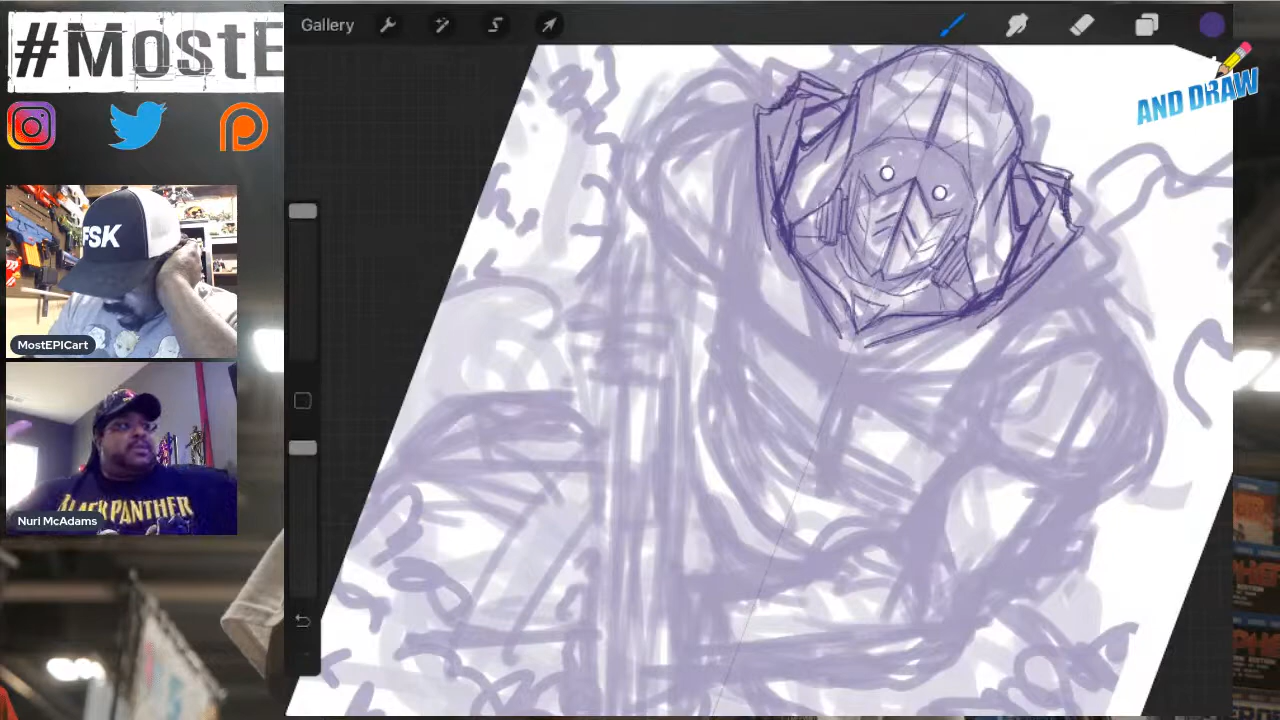 #MostE
Gallery
AND DRAW
FSK
MostEPICart
BLACK PANTHER
Nuri McAdams